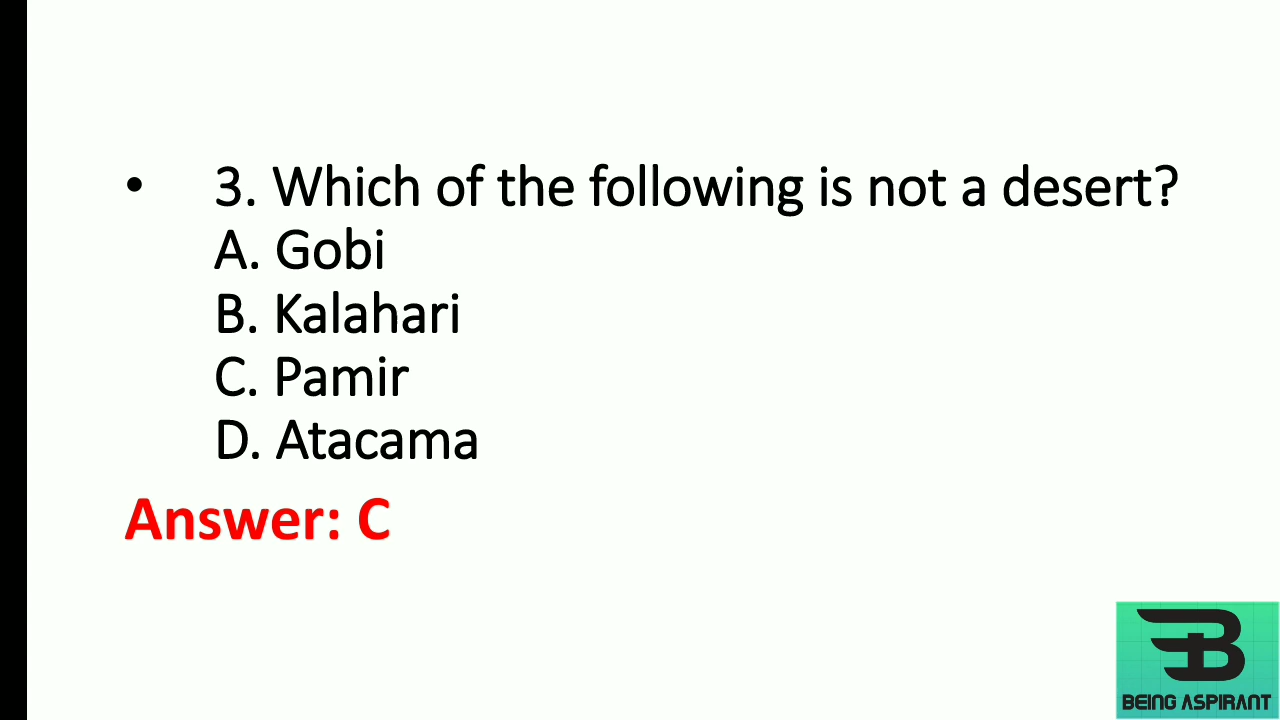 • 3. Which of the following is not a desert?
A. Gobi
B. Kalahari
C. Pamir
D. Atacama
Answer: C
BEING ASPIRANT